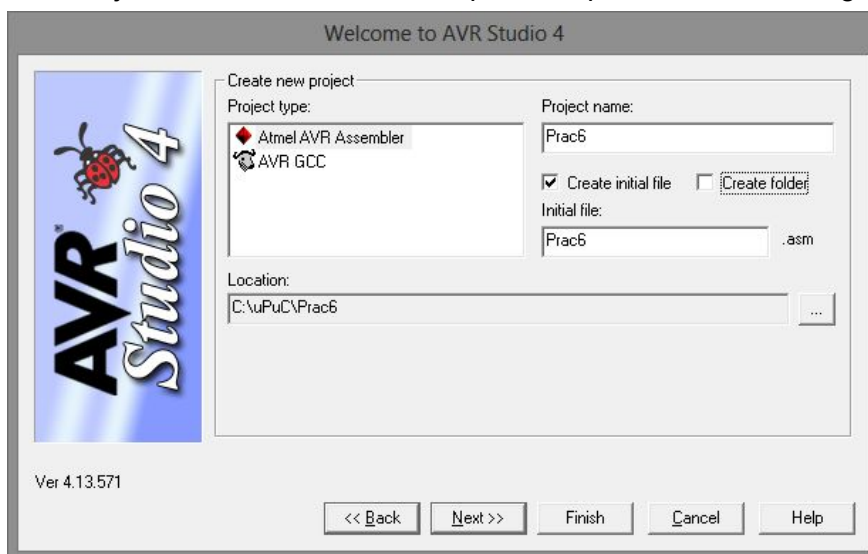 Welcome to AVR Studio 4
AVR® Studio 4
Create new project
Project type:
Atmel AVR Assembler
AVR GCC
Project name:
Prac6
Create initial file
Create folder
Initial file:
Prac6
.asm
Location:
C:\uPuC\Prac6
...
Ver 4.13.571
<< Back
Next >>
Finish
Cancel
Help